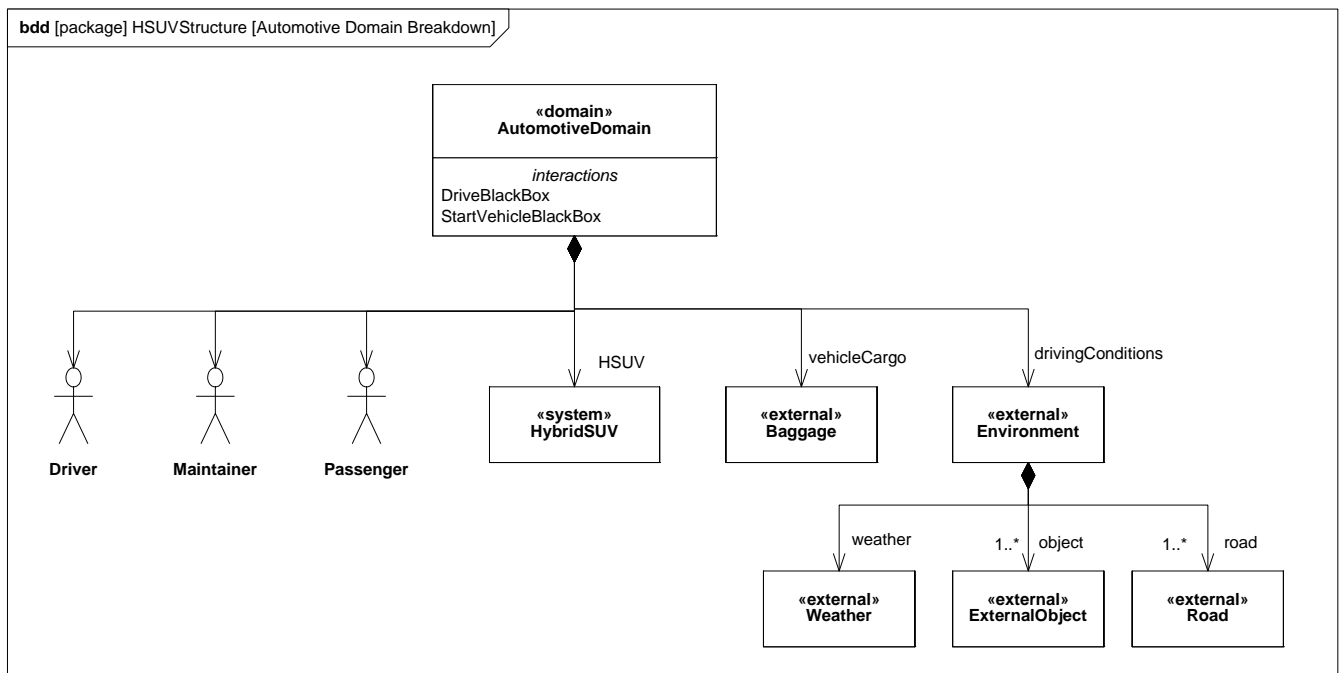 bdd [package] HSUVStructure [Automotive Domain Breakdown]
«domain»
AutomotiveDomain
interactions
DriveBlackBox
StartVehicleBlackBox
HSUV
vehicleCargo
drivingConditions
Driver
Maintainer
Passenger
«system»
HybridSUV
«external»
Baggage
«external»
Environment
weather
1..*
object
1..*
road
«external»
Weather
«external»
ExternalObject
«external»
Road